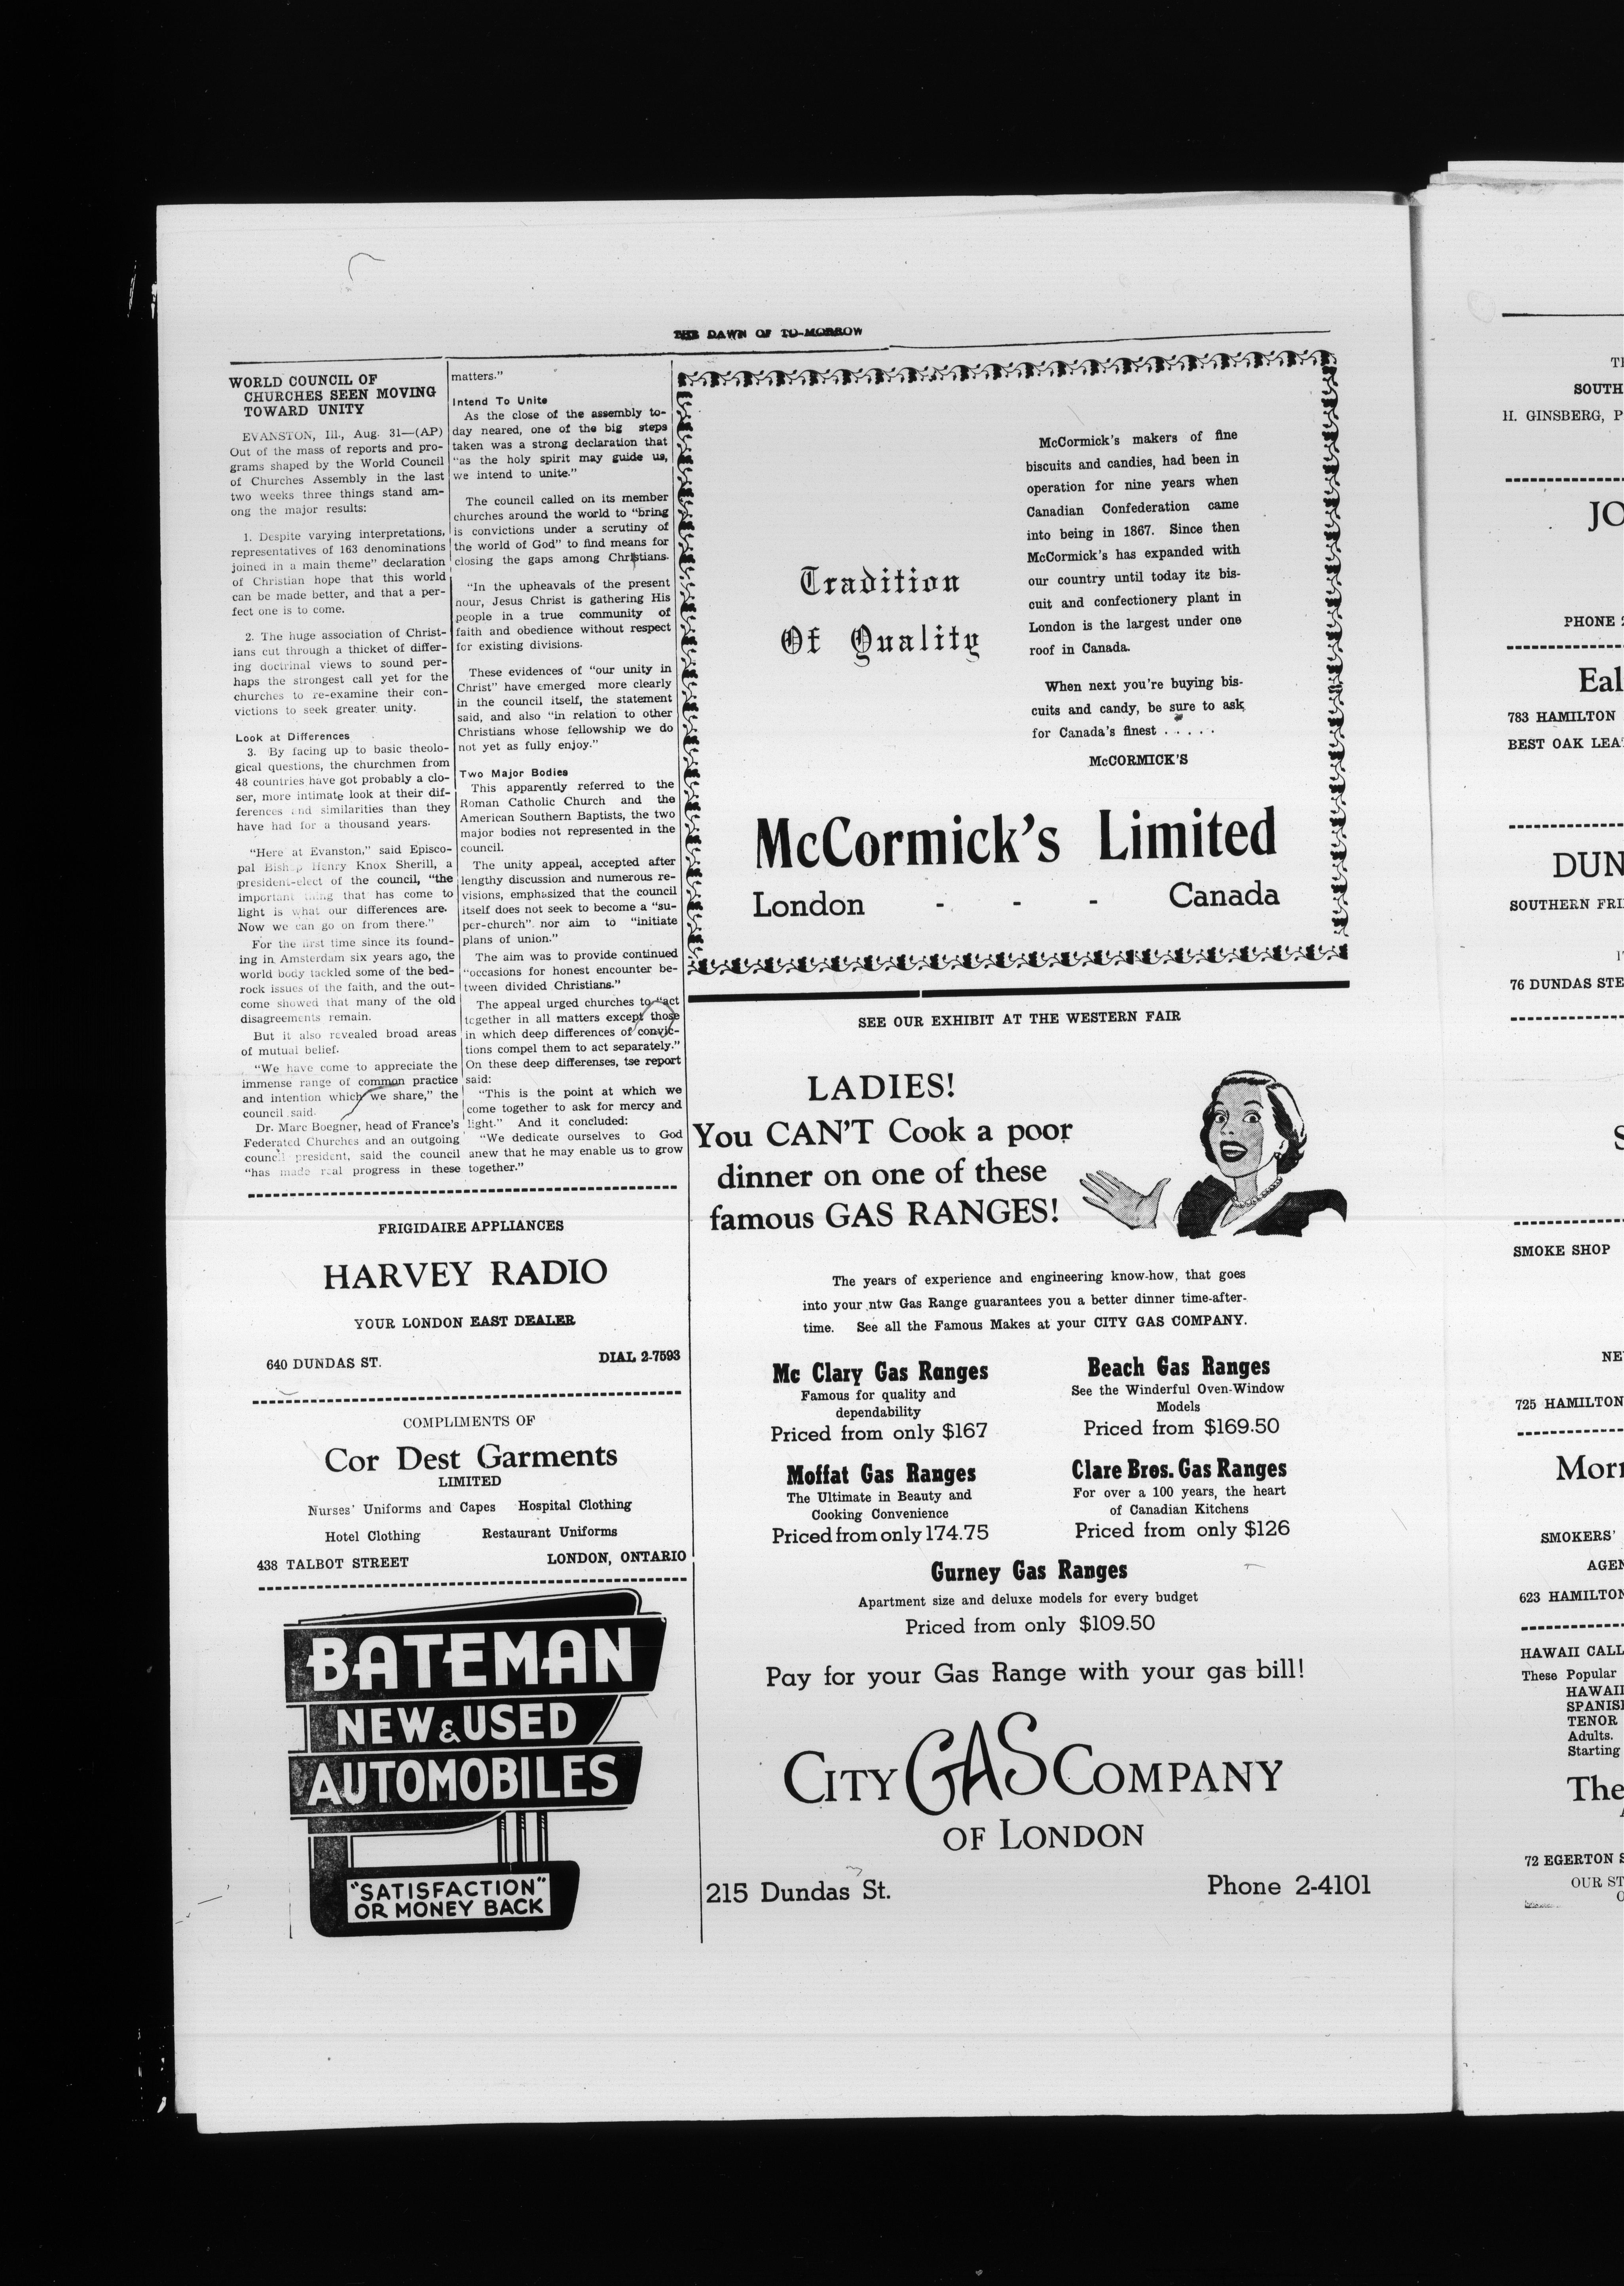 THE DAWN OF TO-MORROW
WORLD COUNCIL OF
CHURCHES SEEN MOVING
TOWARD UNITY
EVANSTON, Ill., Aug. 31—(AP)
Out of the mass of reports and pro-
grams shaped by the World Council
of Churches Assembly in the last
two weeks three things stand am-
ong the major results:
1. Despite varying interpretations,
representatives of 163 denominations
joined in a main theme" declaration
of Christian hope that this world
can be made better, and that a per-
fect one is to come.
2. The huge association of Christ-
ians cut through a thicket of differ-
ing doctrinal views to sound per-
haps the strongest call yet for the
churches to re-examine their con-
victions to seek greater unity.
Look at Differences
3. By facing up to basic theolo-
gical questions, the churchmen from
48 countries have got probably a clo-
ser, more intimate look at their dif-
ferences and similarities than they
have had for a thousand years.
"Here at Evanston," said Episco-
pal Bishop Henry Knox Sherill, a
president-elect of the council, "the
important thing that has come to
light is what our differences are.
Now we can go on from there."
For the first time since its found-
ing in Amsterdam six years ago, the
world body tackled some of the bed-
rock issues of the faith, and the out-
come showed that many of the old
disagreements remain.
But it also revealed broad areas
of mutual belief.
"We have come to appreciate the
immense range of common practice
and intention which we share," the
council said.
Dr. Marc Boegner, head of France's
Federated Churches and an outgoing
council president, said the council
"has made real progress in these
matters."
Intend To Unite
As the close of the assembly to-
day neared, one of the big steps
taken was a strong declaration that
"as the holy spirit may guide us,
we intend to unite."
The council called on its member
churches around the world to "bring
is convictions under a scrutiny of
the world of God" to find means for
closing the gaps among Christians.
"In the upheavals of the present
nour, Jesus Christ is gathering His
people in a true community of
faith and obedience without respect
for existing divisions.
These evidences of "our unity in
Christ" have emerged more clearly
in the council itself, the statement
said, and also "in relation to other
Christians whose fellowship we do
not yet as fully enjoy."
Two Major Bodies
This apparently referred to the
Roman Catholic Church and the
American Southern Baptists, the two
major bodies not represented in the
council.
The unity appeal, accepted after
lengthy discussion and numerous re-
visions, emphasized that the council
itself does not seek to become a "su-
per-church" nor aim to "initiate
plans of union."
The aim was to provide continued
"occasions for honest encounter be-
tween divided Christians."
The appeal urged churches to "act
together in all matters except those
in which deep differences of convic-
tions compel them to act separately."
On these deep differenses, tse report
said:
"This is the point at which we
come together to ask for mercy and
light." And it concluded:
"We dedicate ourselves to God
anew that he may enable us to grow
together."
FRIGIDAIRE APPLIANCES
HARVEY RADIO
YOUR LONDON EAST DEALER
640 DUNDAS ST. DIAL 2-7593
COMPLIMENTS OF
Cor Dest Garments
LIMITED
Nurses' Uniforms and Capes Hospital Clothing
Hotel Clothing Restaurant Uniforms
438 TALBOT STREET LONDON, ONTARIO
BATEMAN
NEW & USED
AUTOMOBILES
"SATISFACTION"
OR MONEY BACK
Tradition
Of Quality
McCormick's makers of fine
biscuits and candies, had been in
operation for nine years when
Canadian Confederation came
into being in 1867. Since then
McCormick's has expanded with
our country until today its bis-
cuit and confectionery plant in
London is the largest under one
roof in Canada.
When next you're buying bis-
cuits and candy, be sure to ask
for Canada's finest . . . . .
McCORMICK'S
McCormick's Limited
London - - - Canada
SEE OUR EXHIBIT AT THE WESTERN FAIR
LADIES!
You CAN'T Cook a poor
dinner on one of these
famous GAS RANGES!
The years of experience and engineering know-how, that goes
into your ntw Gas Range guarantees you a better dinner time-after-
time. See all the Famous Makes at your CITY GAS COMPANY.
Mc Clary Gas Ranges
Famous for quality and
dependability
Priced from only $167
Beach Gas Ranges
See the Winderful Oven-Window
Models
Priced from $169.50
Moffat Gas Ranges
The Ultimate in Beauty and
Cooking Convenience
Priced from only 174.75
Clare Bros. Gas Ranges
For over a 100 years, the heart
of Canadian Kitchens
Priced from only $126
Gurney Gas Ranges
Apartment size and deluxe models for every budget
Priced from only $109.50
Pay for your Gas Range with your gas bill!
CITY GAS COMPANY
OF LONDON
215 Dundas St. Phone 2-4101
SOUTH
H. GINSBERG, P
JO
PHONE
Eal
783 HAMILTON
BEST OAK LEA
DUN
SOUTHERN FRI
76 DUNDAS STE
S
SMOKE SHOP
NE
725 HAMILTON
Morr
SMOKERS'
AGEN
623 HAMILTON
HAWAII CALL
These Popular
HAWAII
SPANIS
TENOR
Adults.
Starting
The
72 EGERTON S
OUR ST